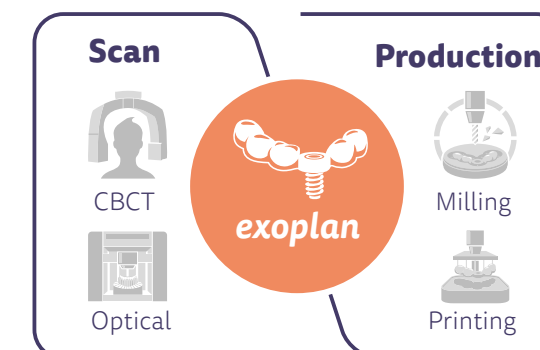 Scan
CBCT
Optical
exoplan
Production
Milling
Printing